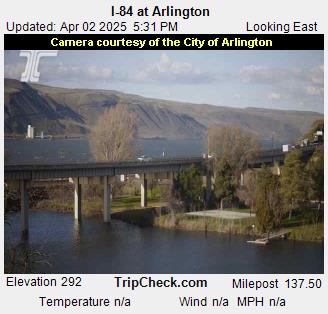 I-84 at Arlington
Updated: Apr 02 2025 5:31 PM Looking East
Camera courtesy of the City of Arlington
Elevation 292 TripCheck.com Milepost 137.50
Temperature n/a Wind n/a MPH n/a